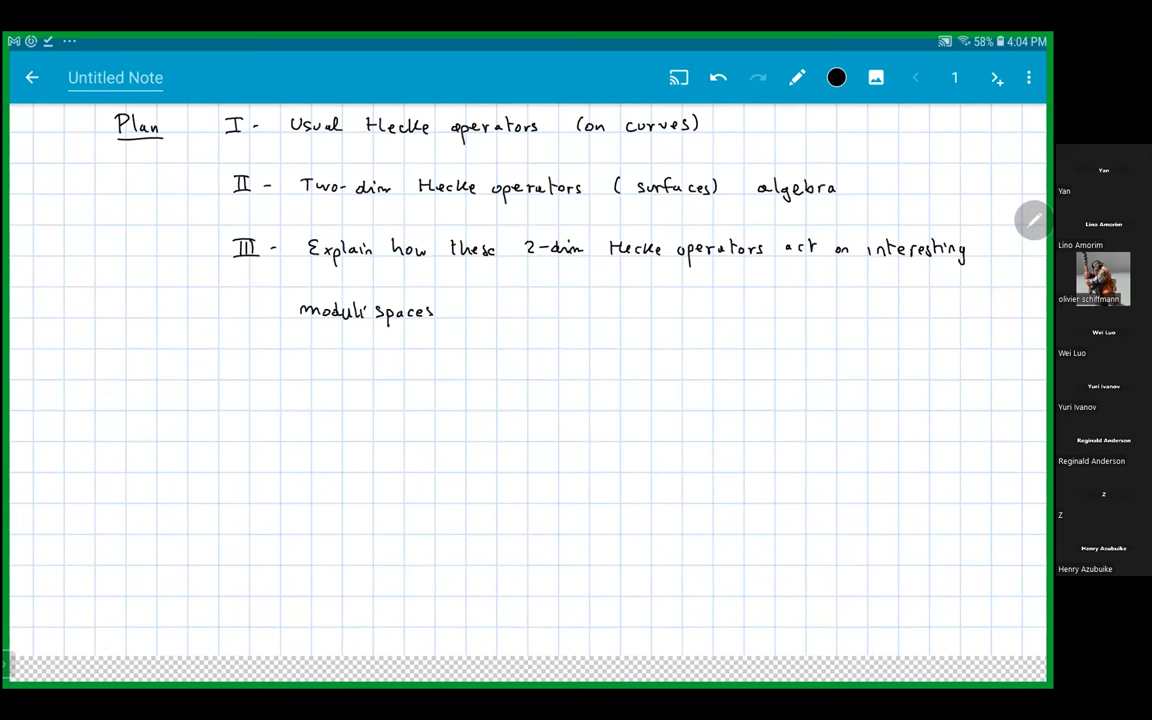 58% 4:04 PM
Untitled Note
1
Plan I - Usual Hecke operators (on curves)
II - Two-dim Hecke operators (surfaces) algebra
III - Explain how these 2-dim Hecke operators act on interesting
moduli spaces
Yan
Yan
Lino Amorim
Lino Amorim
olivier schiffmann
Wei Luo
Wei Luo
Yuri Ivanov
Yuri Ivanov
Reginald Anderson
Reginald Anderson
Z
Z
Henry Azubuike
Henry Azubuike